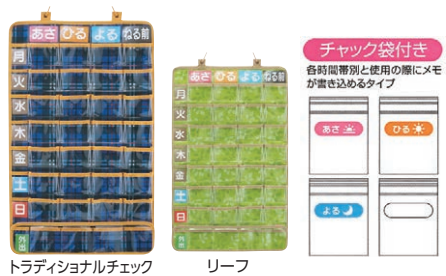 あさ ひる よる ねる前
月
火
水
木
金
土
日
外出
トラディショナルチェック
あさ ひる よる ねる前
月
火
水
木
金
土
日
外出
リーフ
チャック袋付き
各時間帯別と使用の際にメモ
が書き込めるタイプ
あさ
ひる
よる